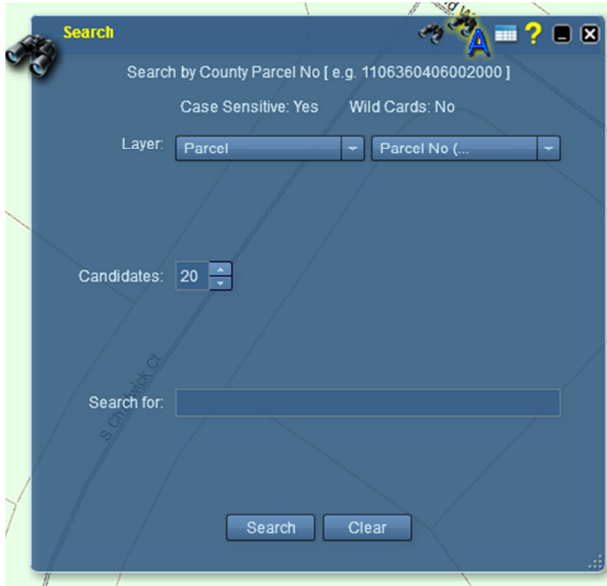 Search
A
?
Search by County Parcel No [ e.g. 1106360406002000 ]
Case Sensitive: Yes Wild Cards: No
Layer: Parcel Parcel No (...
Candidates: 20
Search for:
Search Clear